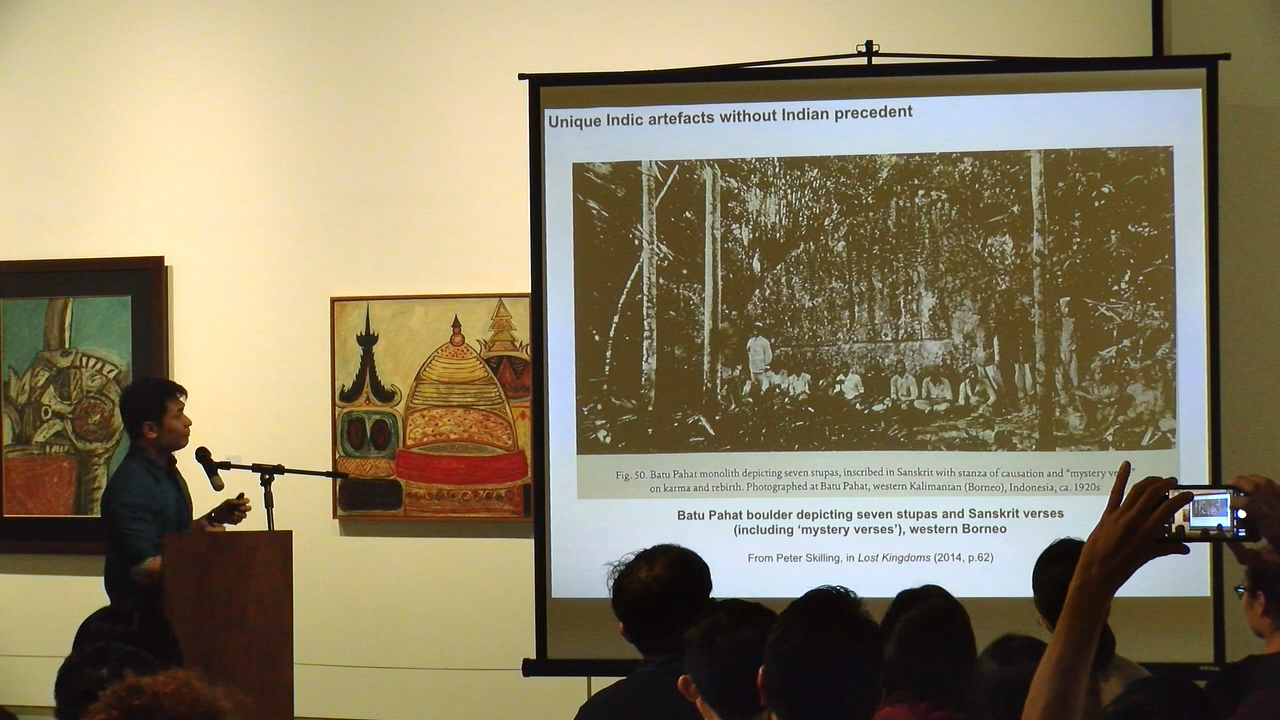 Unique Indic artefacts without Indian precedent
Fig. 50. Batu Pahat monolith depicting seven stupas, inscribed in Sanskrit with stanza of causation and "mystery
on karma and rebirth. Photographed at Batu Pahat, western Kalimantan (Borneo), Indonesia, ca. 1920s
Batu Pahat boulder depicting seven stupas and Sanskrit verses
(including ‘mystery verses’), western Borneo
From Peter Skilling, in Lost Kingdoms (2014, p.62)